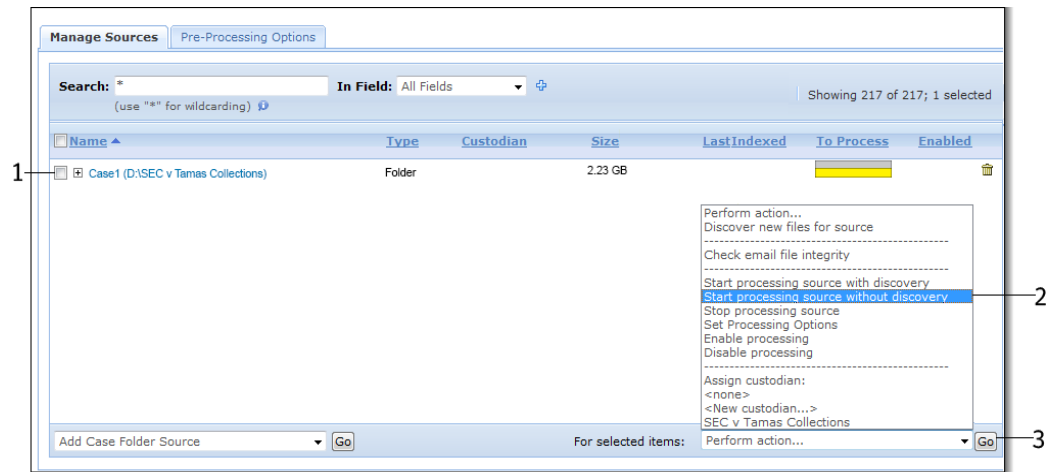 Manage Sources Pre-Processing Options
Search: * In Field: All Fields
(use "*" for wildcarding)
Showing 217 of 217; 1 selected
Name Type Custodian Size LastIndexed To Process Enabled
1 Case1 (D:\SEC v Tamas Collections) Folder 2.23 GB
Perform action...
Discover new files for source
--------------------------------------------------
Check email file integrity
--------------------------------------------------
Start processing source with discovery
Start processing source without discovery 2
Stop processing source
Set Processing Options
Enable processing
Disable processing
--------------------------------------------------
Assign custodian:
<none>
<New custodian...>
SEC v Tamas Collections
Add Case Folder Source Go For selected items: Perform action... Go 3